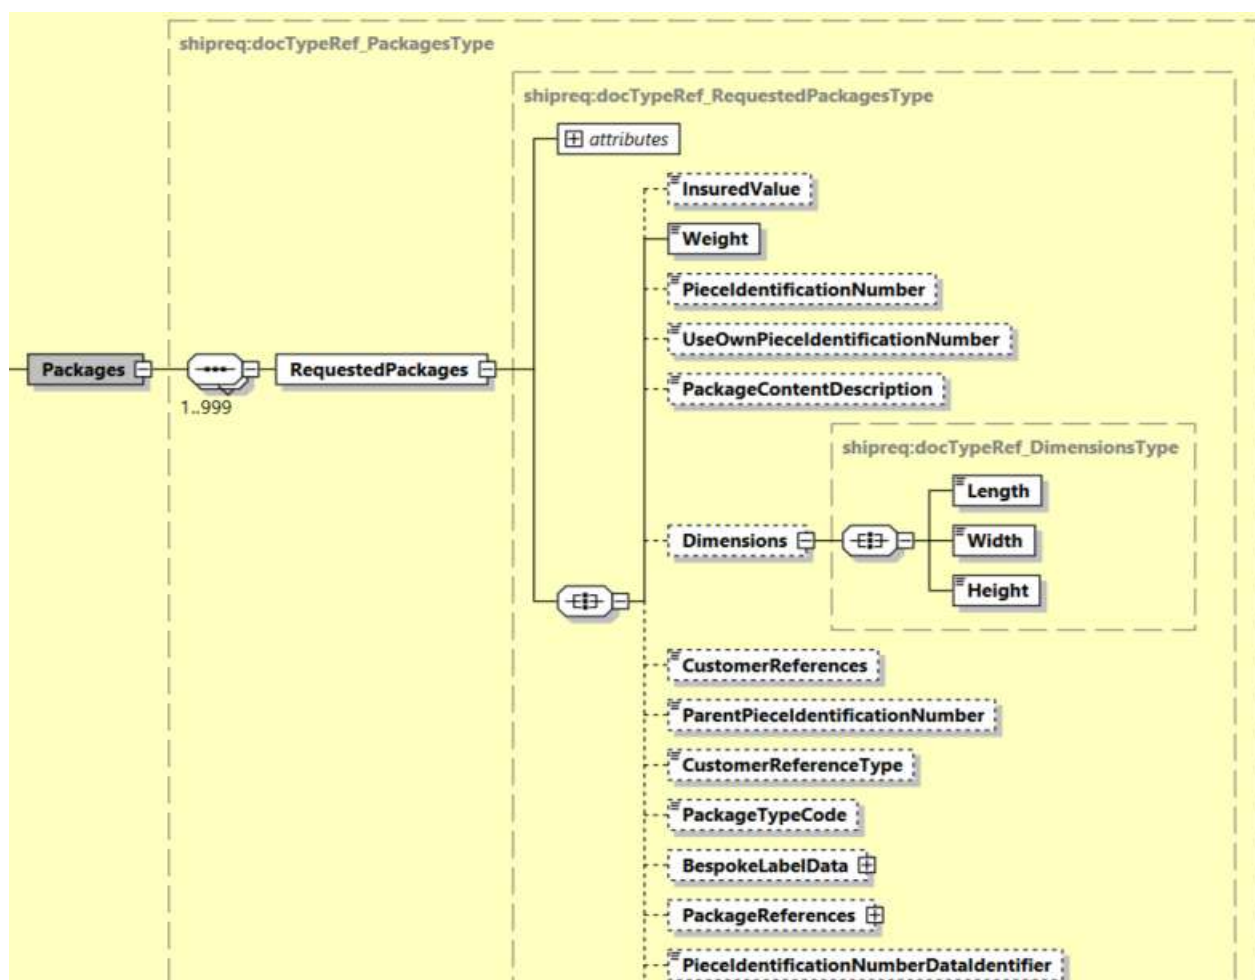 shipreq:docTypeRef_PackagesType
shipreq:docTypeRef_RequestedPackagesType
attributes
InsuredValue
Weight
PieceIdentificationNumber
UseOwnPieceIdentificationNumber
Packages
RequestedPackages
PackageContentDescription
1..999
shipreq:docTypeRef_DimensionsType
Length
Dimensions
Width
Height
CustomerReferences
ParentPieceIdentificationNumber
CustomerReferenceType
PackageTypeCode
BespokeLabelData
PackageReferences
PieceIdentificationNumberDataIdentifier